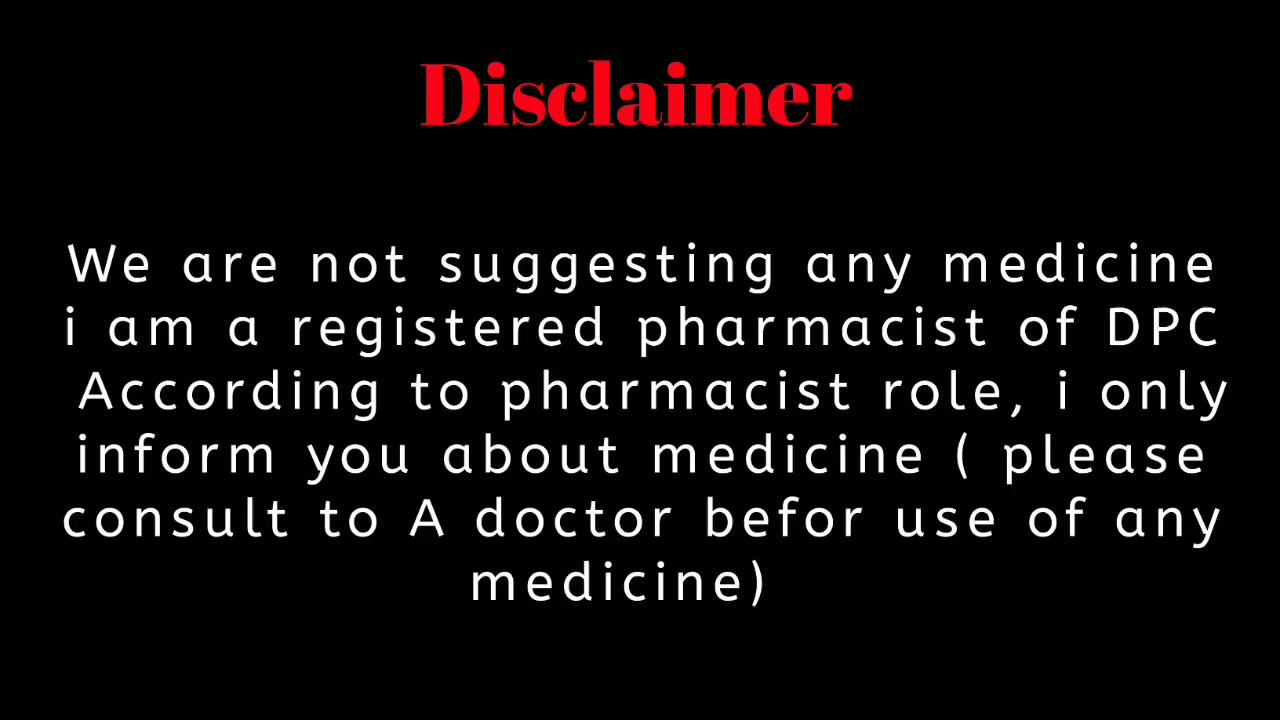 Disclaimer
We are not suggesting any medicine
i am a registered pharmacist of DPC
According to pharmacist role, i only
inform you about medicine ( please
consult to A doctor befor use of any
medicine)